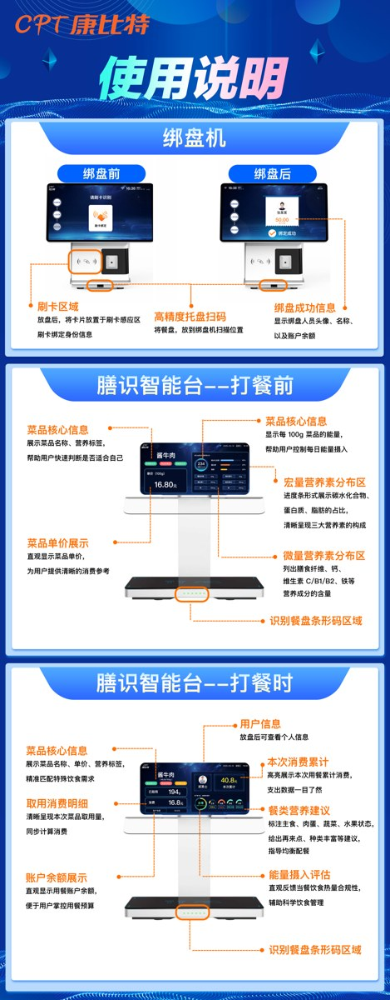 CPT 康比特
使用说明
绑盘机
绑盘前
绑盘后
请刷卡识别
刷卡绑定
50.00
绑定成功
刷卡区域
放盘后，将卡片放置于刷卡感应区
刷卡绑定身份信息
高精度托盘扫码
将餐盘，放到绑盘机扫描位置
绑盘成功信息
显示绑盘人员头像、名称、
以及账户余额
膳识智能台--打餐前
菜品核心信息
展示菜品名称、营养标签，
帮助用户快速判断是否适合自己
菜品核心信息
显示每 100g 菜品的能量，
帮助用户控制每日能量摄入
酱牛肉
234
16.80元
宏量营养素分布区
进度条形式展示碳水化合物、
蛋白质、脂肪的占比，
清晰呈现三大营养素的构成
菜品单价展示
直观显示菜品单价，
为用户提供清晰的消费参考
微量营养素分布区
列出膳食纤维、钙、
维生素 C/B1/B2、铁等
营养成分的含量
识别餐盘条形码区域
膳识智能台--打餐时
用户信息
放盘后可查看个人信息
菜品核心信息
展示菜品名称、单价、营养标签，
精准匹配特殊饮食需求
本次消费累计
高亮展示本次用餐累计消费，
支出数据一目了然
酱牛肉
40.8元
194g
16.8元
取用消费明细
清晰呈现本次菜品取用量，
同步计算消费
餐类营养建议
标注主食、肉蛋、蔬菜、水果状态，
给出再来点、种类丰富等建议，
指导均衡配餐
账户余额展示
直观显示用餐账户余额，
便于用户掌控用餐预算
能量摄入评估
直观反馈当餐饮食热量合规性，
辅助科学饮食管理
识别餐盘条形码区域